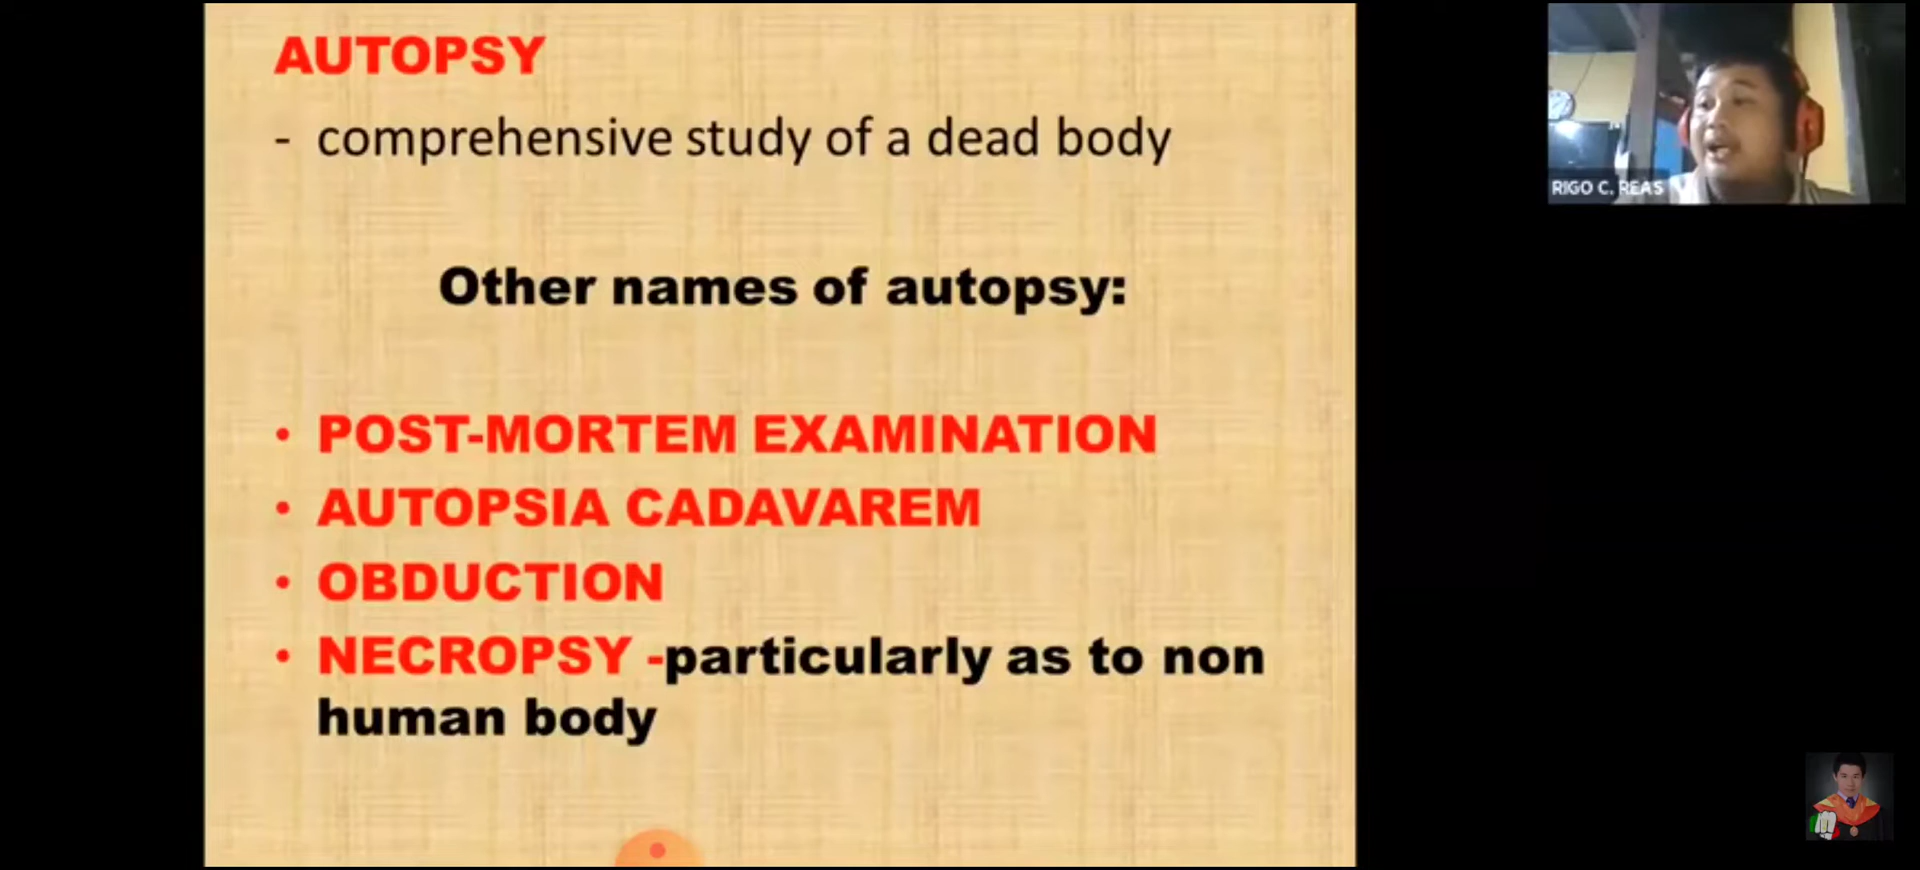 AUTOPSY
- comprehensive study of a dead body
Other names of autopsy:
• POST-MORTEM EXAMINATION
• AUTOPSIA CADAVAREM
• OBDUCTION
• NECROPSY -particularly as to non
human body
RIGO C. REAS